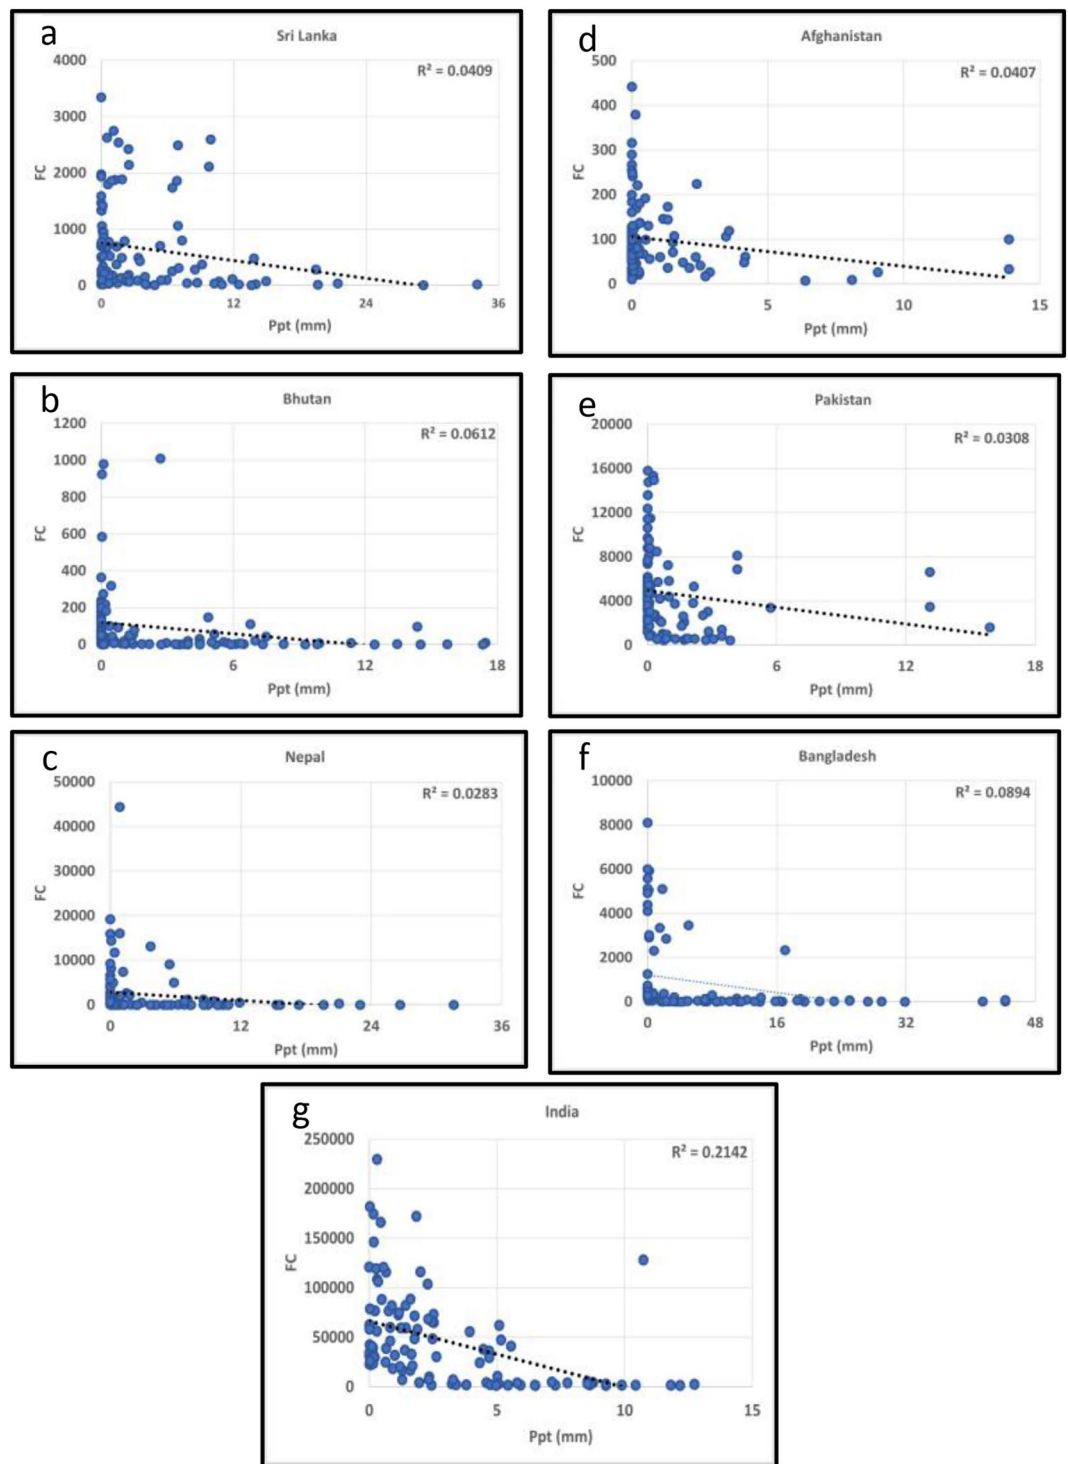 a
Sri Lanka
R² = 0.0409
4000
3000
2000
1000
0
FC
0 12 24 36
Ppt (mm)
d
Afghanistan
R² = 0.0407
500
400
300
200
100
0
FC
0 5 10 15
Ppt (mm)
b
Bhutan
R² = 0.0612
1200
1000
800
600
400
200
0
FC
0 6 12 18
Ppt (mm)
e
Pakistan
R² = 0.0308
20000
16000
12000
8000
4000
0
FC
0 6 12 18
Ppt (mm)
c
Nepal
R² = 0.0283
50000
40000
30000
20000
10000
0
FC
0 12 24 36
Ppt (mm)
f
Bangladesh
R² = 0.0894
10000
8000
6000
4000
2000
0
FC
0 16 32 48
Ppt (mm)
g
India
R² = 0.2142
250000
200000
150000
100000
50000
0
FC
0 5 10 15
Ppt (mm)